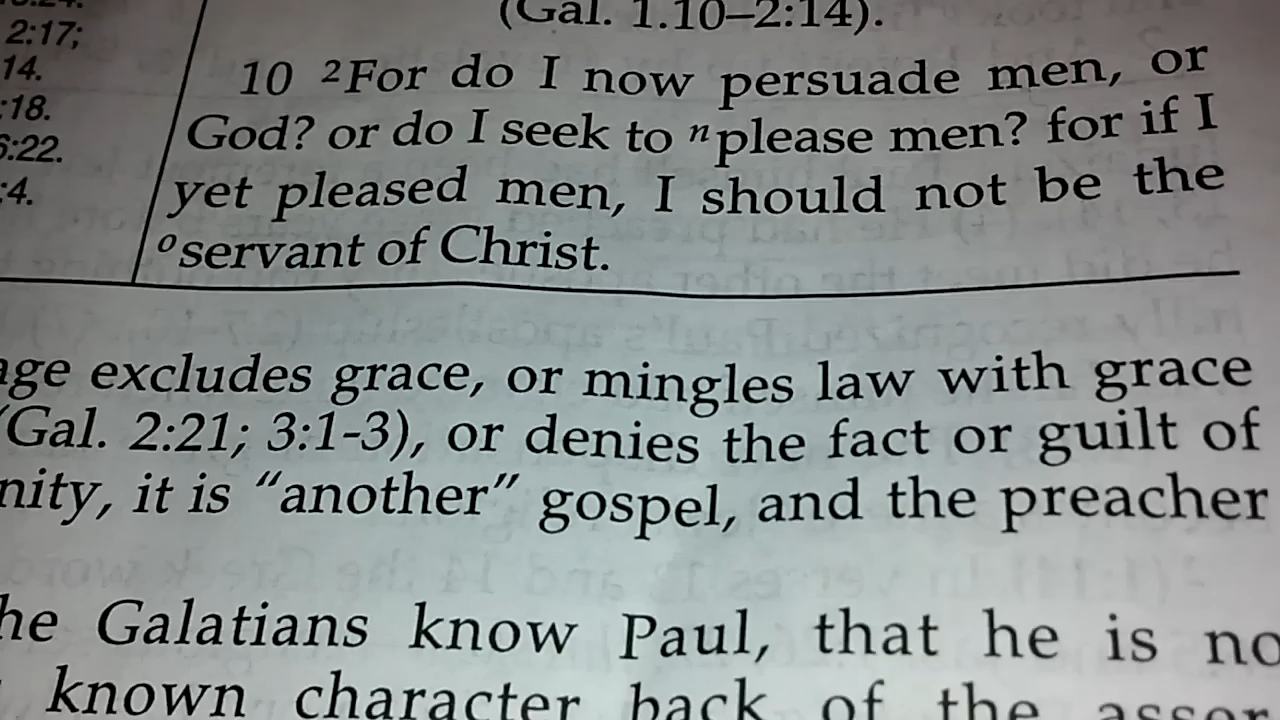 2:17;
14.
:18.
6:22.
:4.
(Gal. 1.10–2:14).
10 2For do I now persuade men, or
God? or do I seek to nplease men? for if I
yet pleased men, I should not be the
oservant of Christ.
age excludes grace, or mingles law with grace
(Gal. 2:21; 3:1-3), or denies the fact or guilt of
nity, it is “another” gospel, and the preacher
he Galatians know Paul, that he is no
known character back of the asser